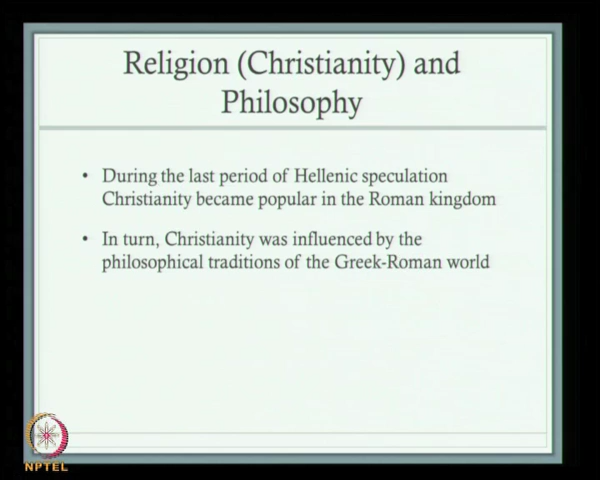 Religion (Christianity) and
Philosophy
• During the last period of Hellenic speculation
Christianity became popular in the Roman kingdom
• In turn, Christianity was influenced by the
philosophical traditions of the Greek-Roman world
NPTEL